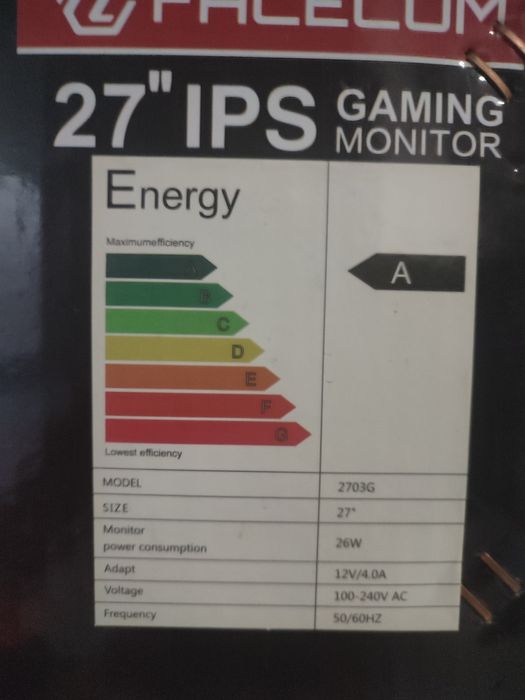 FACECOM
27" IPS GAMING MONITOR
Energy
Maximumefficiency
A
A
B
C
D
E
F
G
Lowest efficiency
MODEL 2703G
SIZE 27"
Monitor
power consumption 26W
Adapt 12V/4.0A
Voltage 100-240V AC
Frequency 50/60HZ